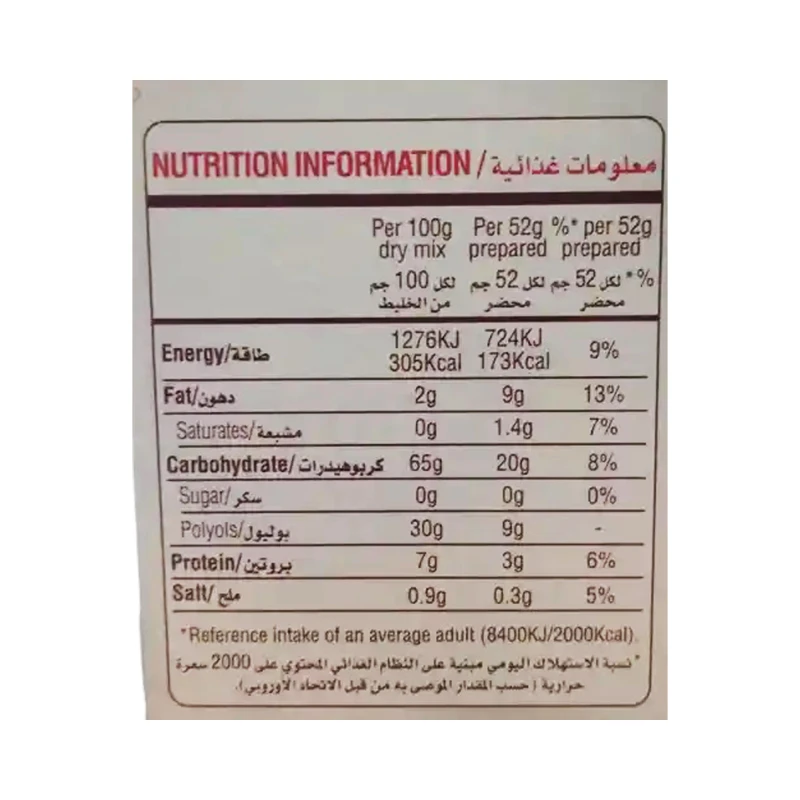 NUTRITION INFORMATION / معلومات غذائية
Per 100g Per 52g %* per 52g
dry mix prepared prepared
لكل 100 جم لكل 52 جم %* لكل 52 جم
من الخليط محضر محضر
Energy/طاقة 1276KJ 724KJ 9%
305Kcal 173Kcal
Fat/دهون 2g 9g 13%
Saturates/مشبعة 0g 1.4g 7%
Carbohydrate/كربوهيدرات 65g 20g 8%
Sugar/سكر 0g 0g 0%
Polyols/بوليول 30g 9g -
Protein/بروتين 7g 3g 6%
Salt/ملح 0.9g 0.3g 5%
*Reference intake of an average adult (8400KJ/2000Kcal).
*نسبة الاستهلاك اليومي مبنية على النظام الغذائي المحتوي على 2000 سعرة
حرارية (حسب المقدار الموصى به من قبل الاتحاد الأوروبي).